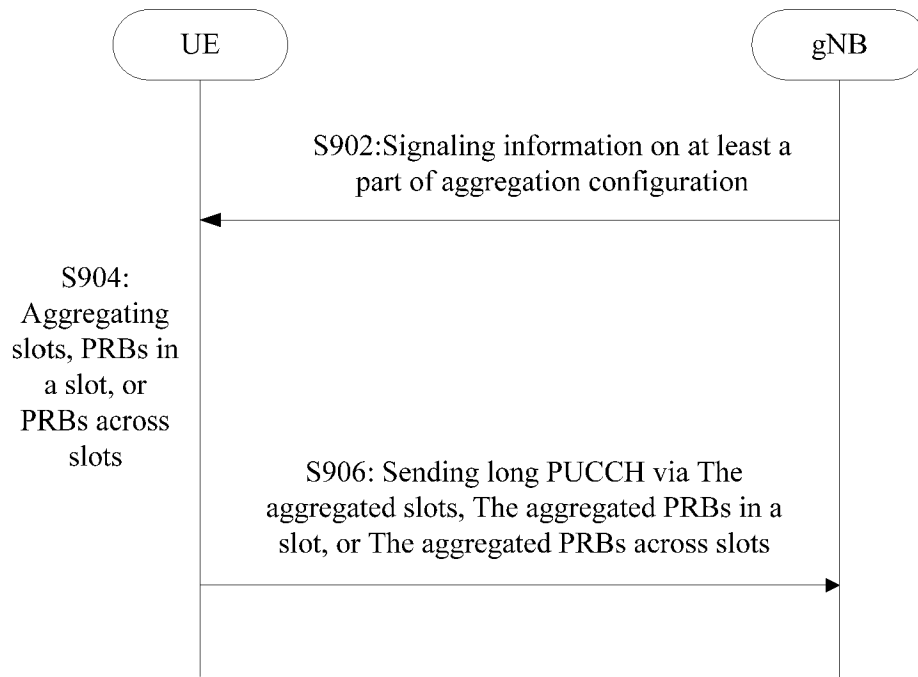 UE
gNB
S902:Signaling information on at least a
part of aggregation configuration
S904:
Aggregating
slots, PRBs in
a slot, or
PRBs across
slots
S906: Sending long PUCCH via The
aggregated slots, The aggregated PRBs in a
slot, or The aggregated PRBs across slots